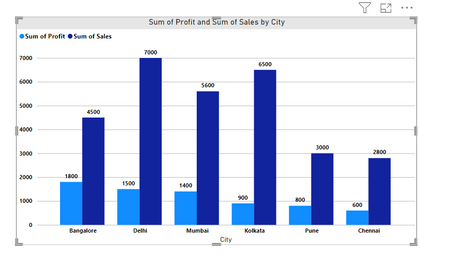 Sum of Profit and Sum of Sales by City
Sum of Profit Sum of Sales
7000
6000
5000
4000
3000
2000
1000
0
1800 4500 1500 7000 1400 5600 900 6500 800 3000 600 2800
Bangalore Delhi Mumbai Kolkata Pune Chennai
City